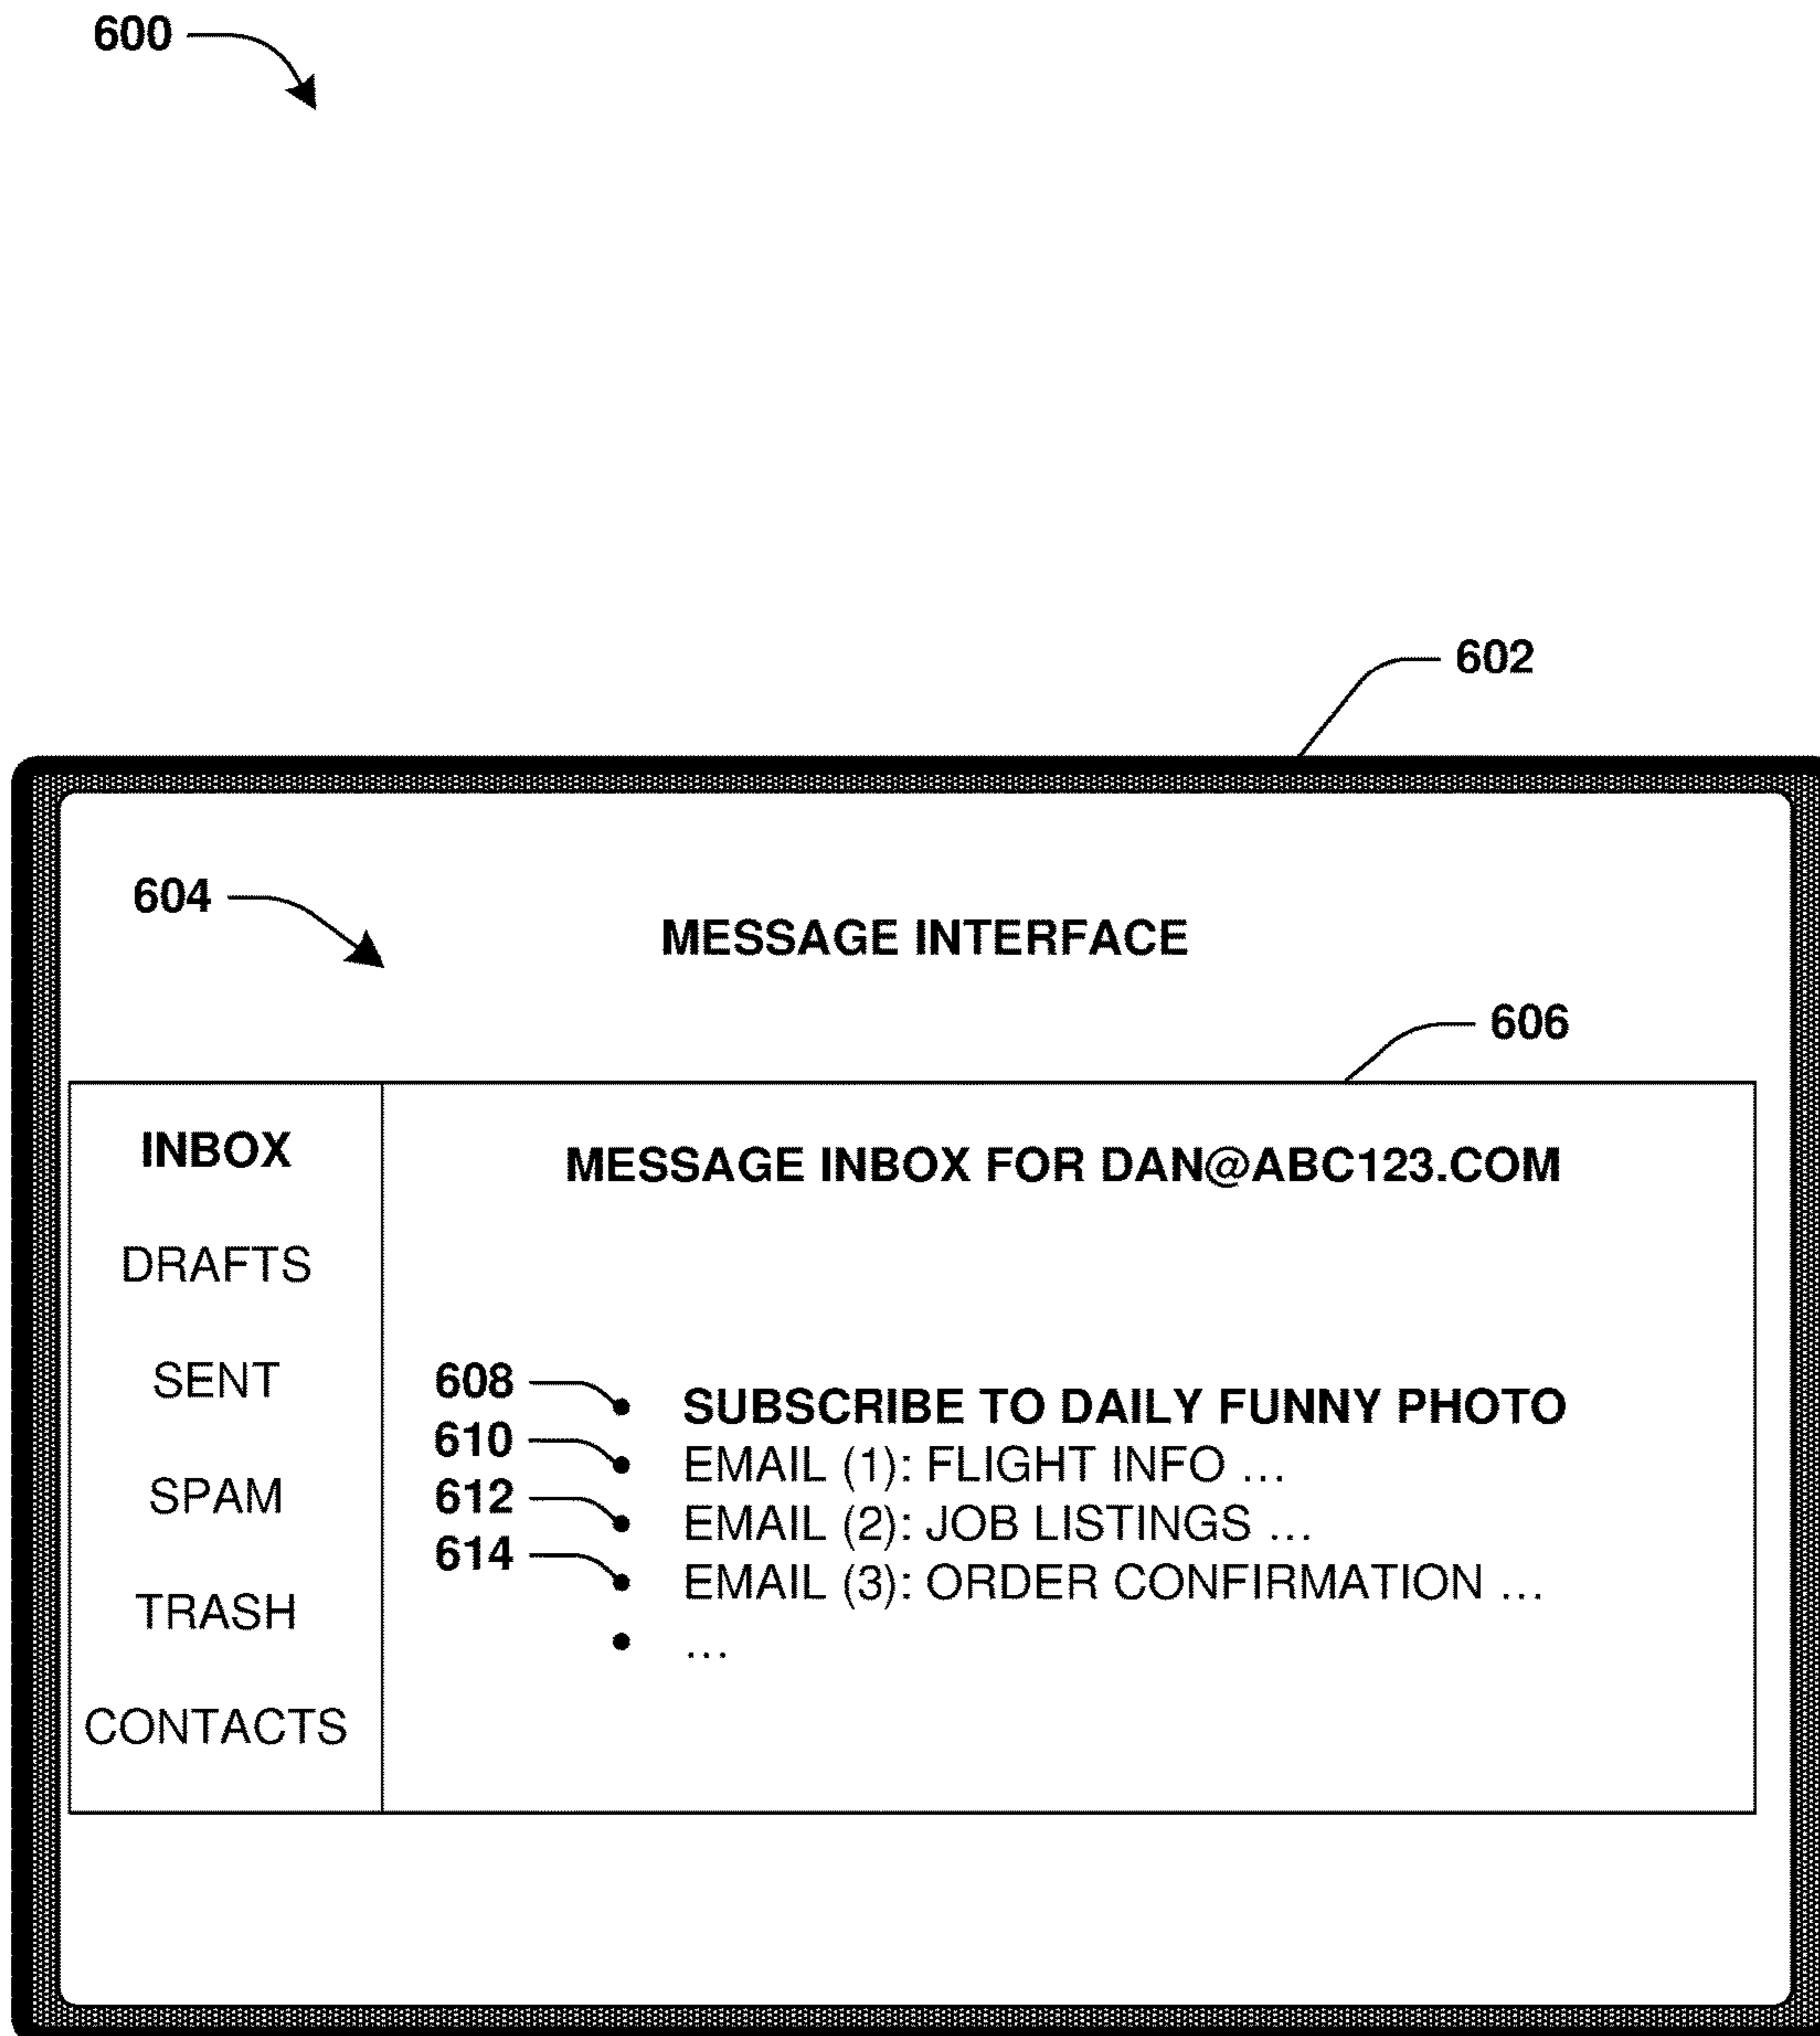 600
602
604
MESSAGE INTERFACE
606
INBOX
MESSAGE INBOX FOR DAN@ABC123.COM
DRAFTS
SENT
SPAM
TRASH
CONTACTS
608 • SUBSCRIBE TO DAILY FUNNY PHOTO
610 • EMAIL (1): FLIGHT INFO ...
612 • EMAIL (2): JOB LISTINGS ...
614 • EMAIL (3): ORDER CONFIRMATION ...
• ...